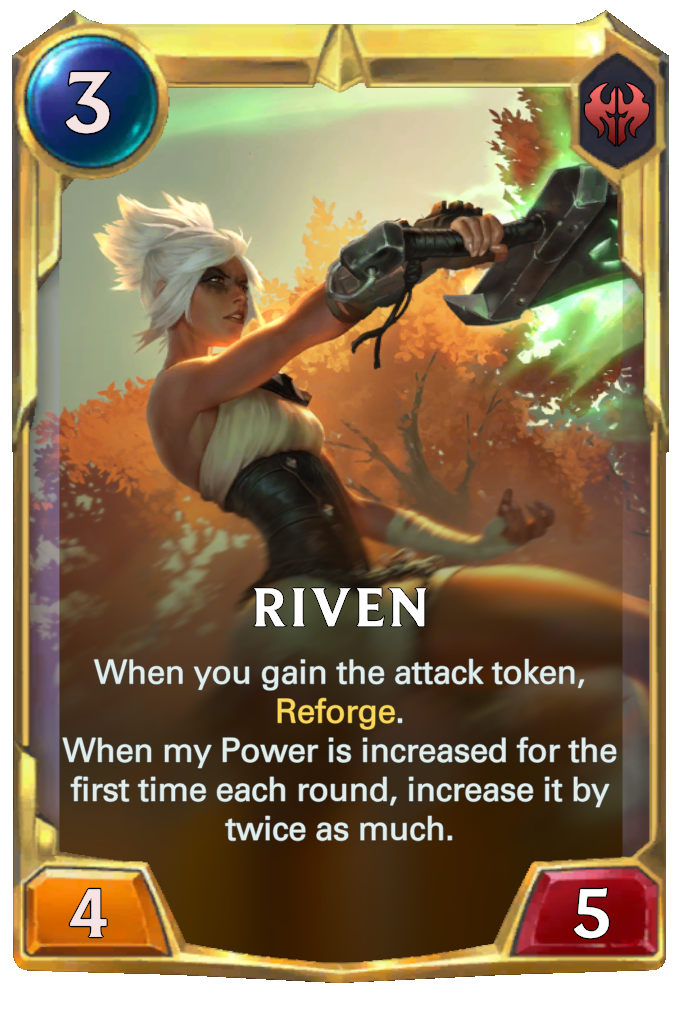 3
RIVEN
When you gain the attack token,
Reforge.
When my Power is increased for the
first time each round, increase it by
twice as much.
4
5